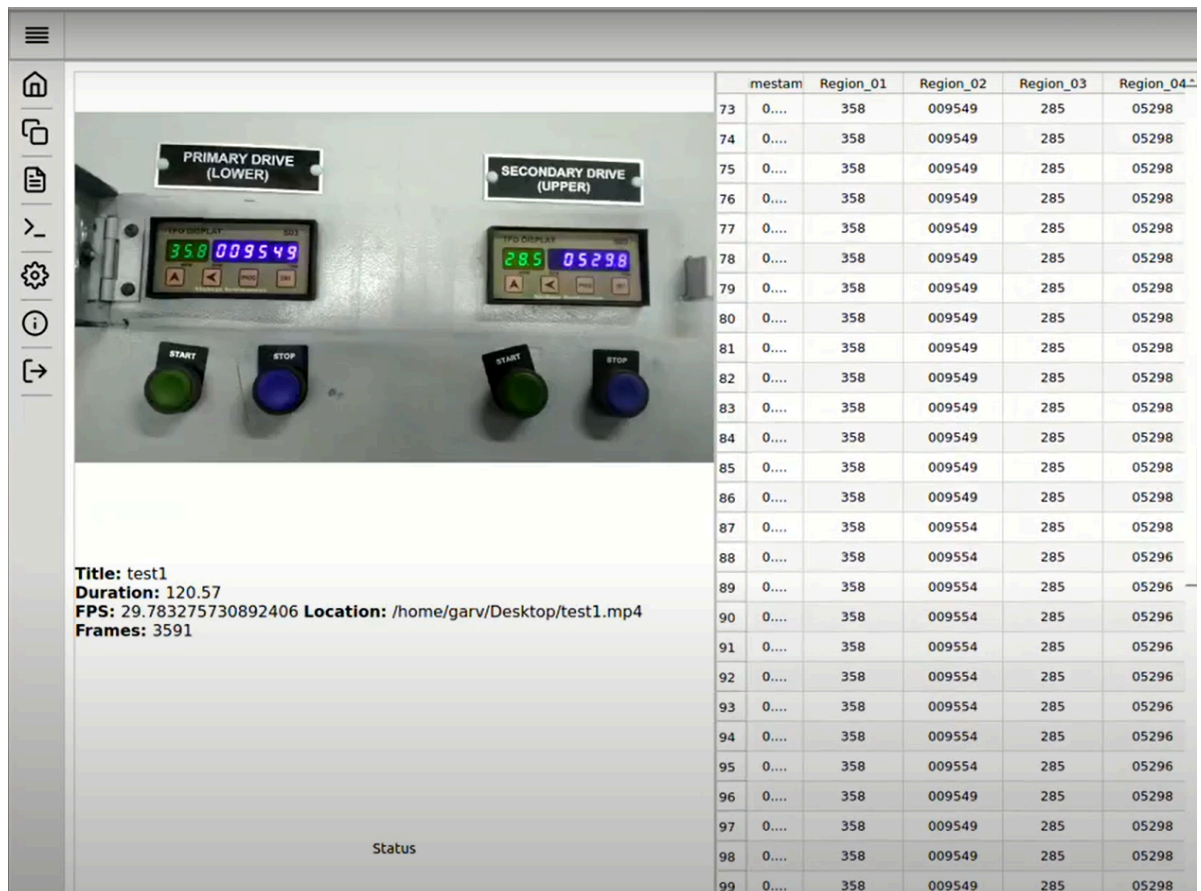 PRIMARY DRIVE
(LOWER)
SECONDARY DRIVE
(UPPER)
TFO DISPLAY
35.8 009549
PROG
TFO DISPLAY
28.5 05298
PROG
START STOP
START STOP
Title: test1
Duration: 120.57
FPS: 29.783275730892406 Location: /home/garv/Desktop/test1.mp4
Frames: 3591
Status
mestam Region_01 Region_02 Region_03 Region_04
73 0.... 358 009549 285 05298
74 0.... 358 009549 285 05298
75 0.... 358 009549 285 05298
76 0.... 358 009549 285 05298
77 0.... 358 009549 285 05298
78 0.... 358 009549 285 05298
79 0.... 358 009549 285 05298
80 0.... 358 009549 285 05298
81 0.... 358 009549 285 05298
82 0.... 358 009549 285 05298
83 0.... 358 009549 285 05298
84 0.... 358 009549 285 05298
85 0.... 358 009549 285 05298
86 0.... 358 009549 285 05298
87 0.... 358 009554 285 05298
88 0.... 358 009554 285 05296
89 0.... 358 009554 285 05296
90 0.... 358 009554 285 05296
91 0.... 358 009554 285 05296
92 0.... 358 009554 285 05296
93 0.... 358 009554 285 05296
94 0.... 358 009554 285 05296
95 0.... 358 009554 285 05296
96 0.... 358 009549 285 05298
97 0.... 358 009549 285 05298
98 0.... 358 009549 285 05298
99 0.... 358 009549 285 05298